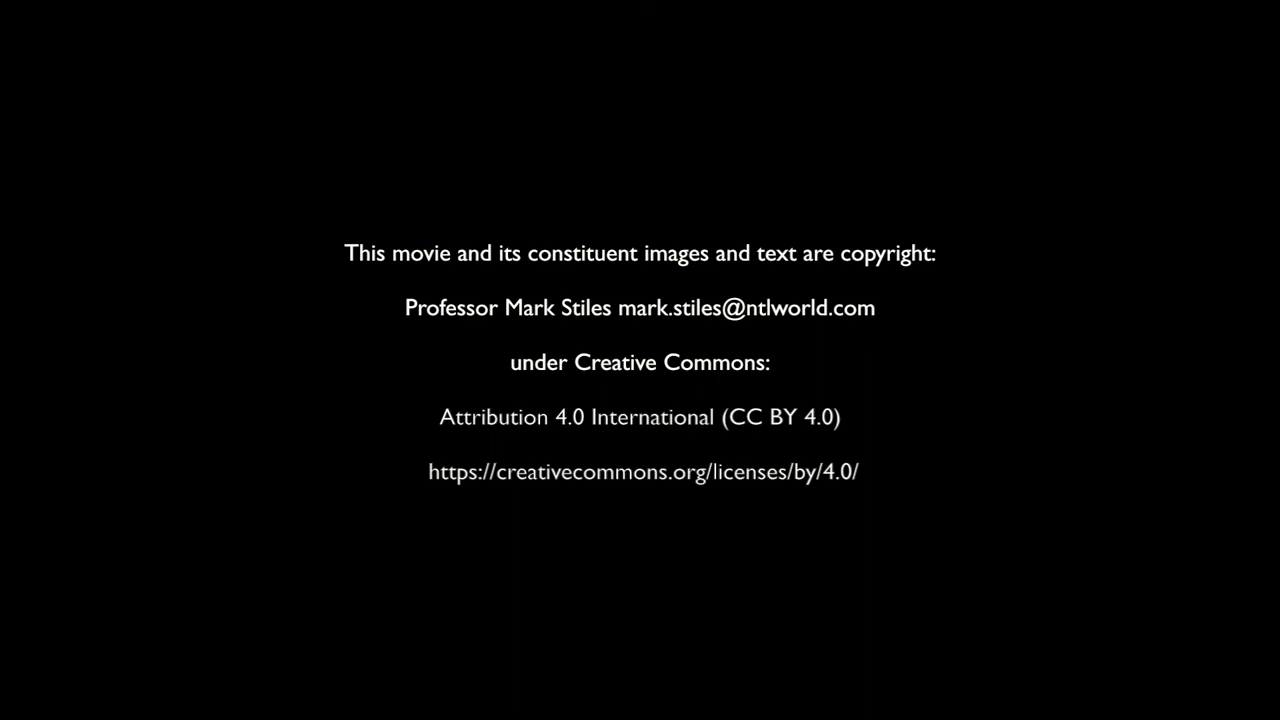 This movie and its constituent images and text are copyright:
Professor Mark Stiles mark.stiles@ntlworld.com
under Creative Commons:
Attribution 4.0 International (CC BY 4.0)
https://creativecommons.org/licenses/by/4.0/